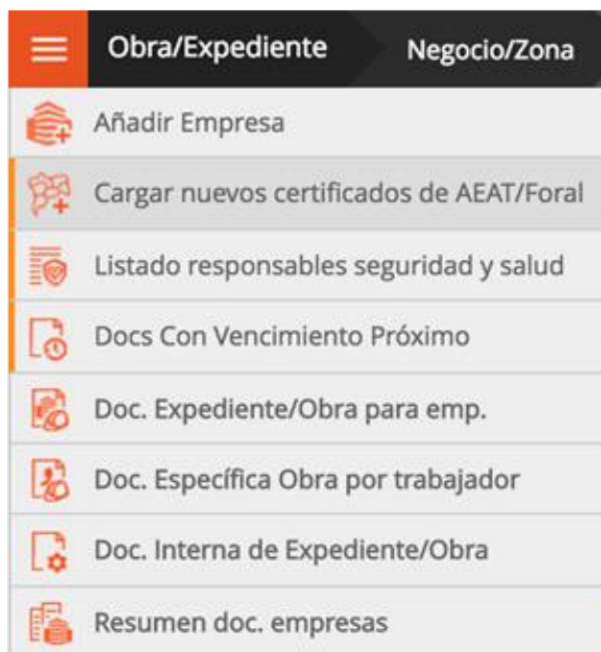 Obra/Expediente Negocio/Zona
Añadir Empresa
Cargar nuevos certificados de AEAT/Foral
Listado responsables seguridad y salud
Docs Con Vencimiento Próximo
Doc. Expediente/Obra para emp.
Doc. Específica Obra por trabajador
Doc. Interna de Expediente/Obra
Resumen doc. empresas